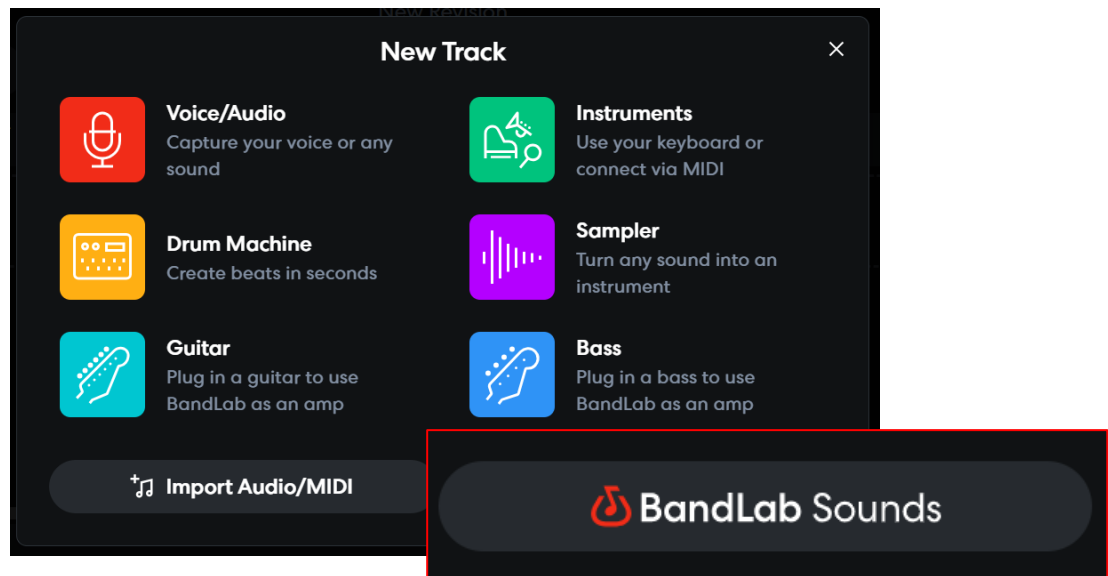 New Revision
New Track
Voice/Audio
Capture your voice or any
sound
Instruments
Use your keyboard or
connect via MIDI
Drum Machine
Create beats in seconds
Sampler
Turn any sound into an
instrument
Guitar
Plug in a guitar to use
BandLab as an amp
Bass
Plug in a bass to use
BandLab as an amp
Import Audio/MIDI
BandLab Sounds